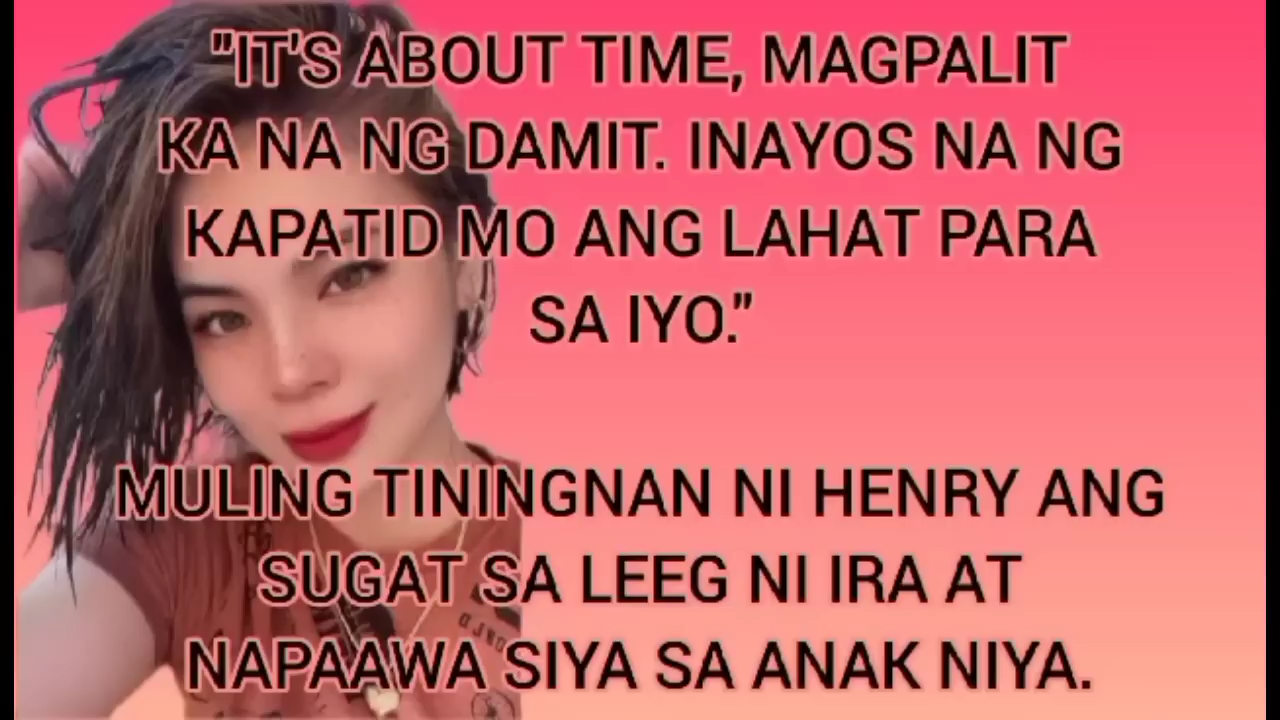 "IT'S ABOUT TIME, MAGPALIT
KA NA NG DAMIT. INAYOS NA NG
KAPATID MO ANG LAHAT PARA
SA IYO."
MULING TININGNAN NI HENRY ANG
SUGAT SA LEEG NI IRA AT
NAPAAWA SIYA SA ANAK NIYA.